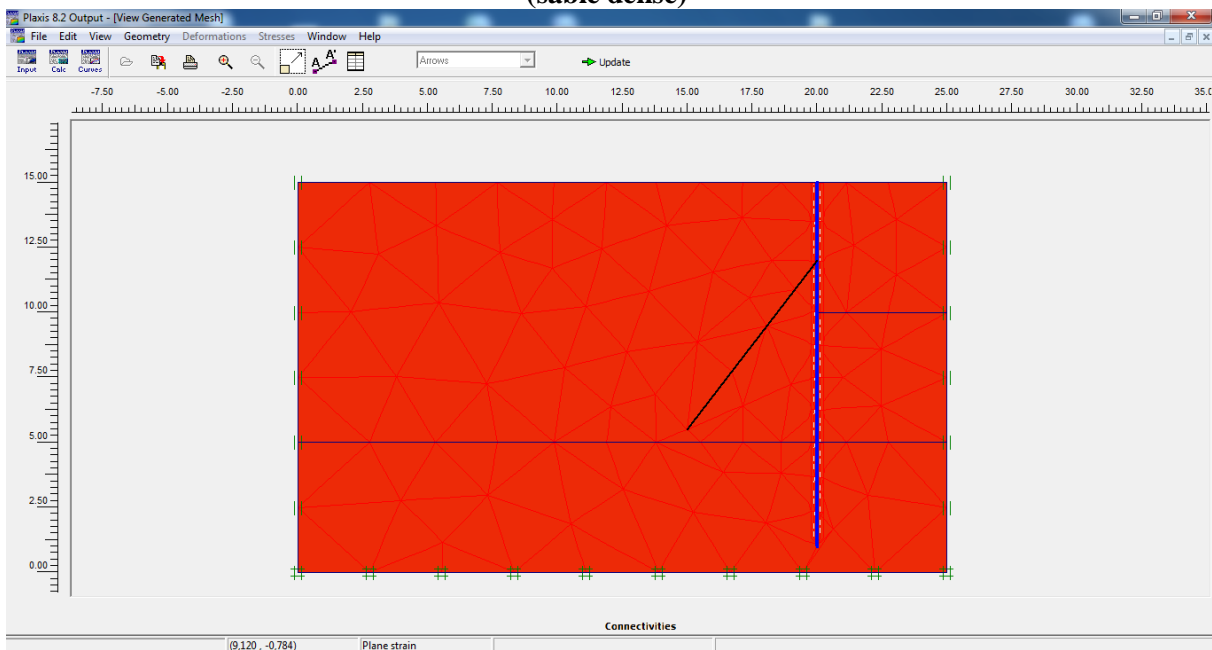 (sable dense)
Plaxis 8.2 Output - [View Generated Mesh]
File Edit View Geometry Deformations Stresses Window Help
Input Calc Curves A A' Arrows Update
-7.50 -5.00 -2.50 0.00 2.50 5.00 7.50 10.00 12.50 15.00 17.50 20.00 22.50 25.00 27.50 30.00 32.50 35.0
15.00
12.50
10.00
7.50
5.00
2.50
0.00
Connectivities
(9,120 , -0,784) Plane strain